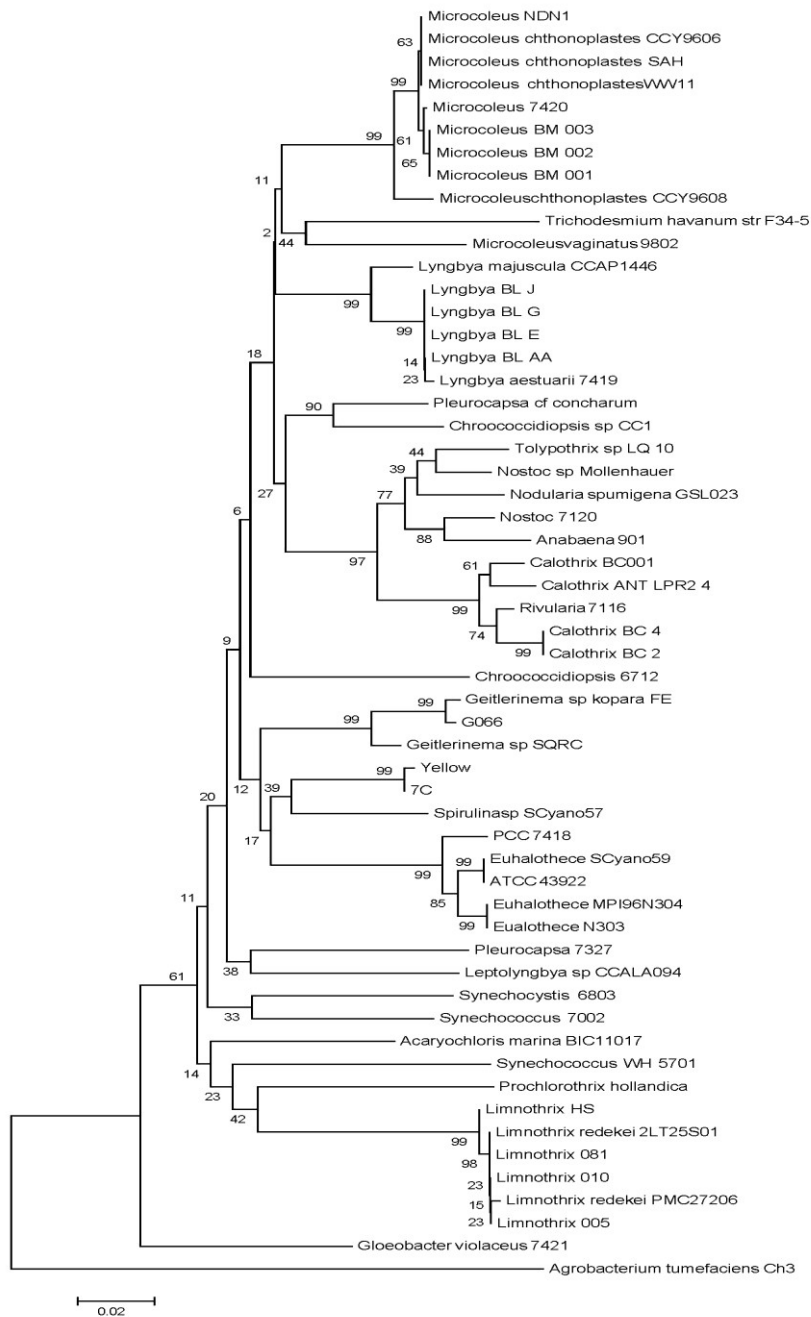 Microcoleus NDN1
63
Microcoleus chthonoplastes CCY9606
Microcoleus chthonoplastes SAH
99
Microcoleus chthonoplastesWW11
Microcoleus 7420
Microcoleus BM 003
99
61
Microcoleus BM 002
65
Microcoleus BM 001
11
Microcoleuschthonoplastes CCY9608
Trichodesmium havanum str F34-5
2
44
Microcoleusvaginatus 9802
Lyngbya majuscula CCAP1446
Lyngbya BL J
99
Lyngbya BL G
99
Lyngbya BL E
14
Lyngbya BL AA
18
23
Lyngbya aestuarii 7419
90
Pleurocapsa cf concharum
Chroococcidiopsis sp CC1
44
Tolypothrix sp LQ 10
39
Nostoc sp Mollenhauer
27
77
Nodularia spumigena GSL023
6
Nostoc 7120
88
Anabaena 901
97
61
Calothrix BC001
Calothrix ANT LPR2 4
99
Rivularia 7116
74
Calothrix BC 4
9
99
Calothrix BC 2
Chroococcidiopsis 6712
99
Geitlerinema sp kopara FE
99
G066
Geitlerinema sp SQRC
99
Yellow
12
39
7C
20
Spirulinasp SCyano57
17
PCC 7418
99
Euhalothece SCyano59
99
ATCC 43922
85
Euhalothece MPI96N304
11
99
Eualothece N303
Pleurocapsa 7327
38
Leptolyngbya sp CCALA094
61
Synechocystis 6803
33
Synechococcus 7002
Acaryochloris marina BIC11017
14
Synechococcus WH 5701
23
Prochlorothrix hollandica
42
Limnothrix HS
99
Limnothrix redekei 2LT25S01
98
Limnothrix 081
23
Limnothrix 010
15
Limnothrix redekei PMC27206
23
Limnothrix 005
Gloeobacter violaceus 7421
Agrobacterium tumefaciens Ch3
0.02